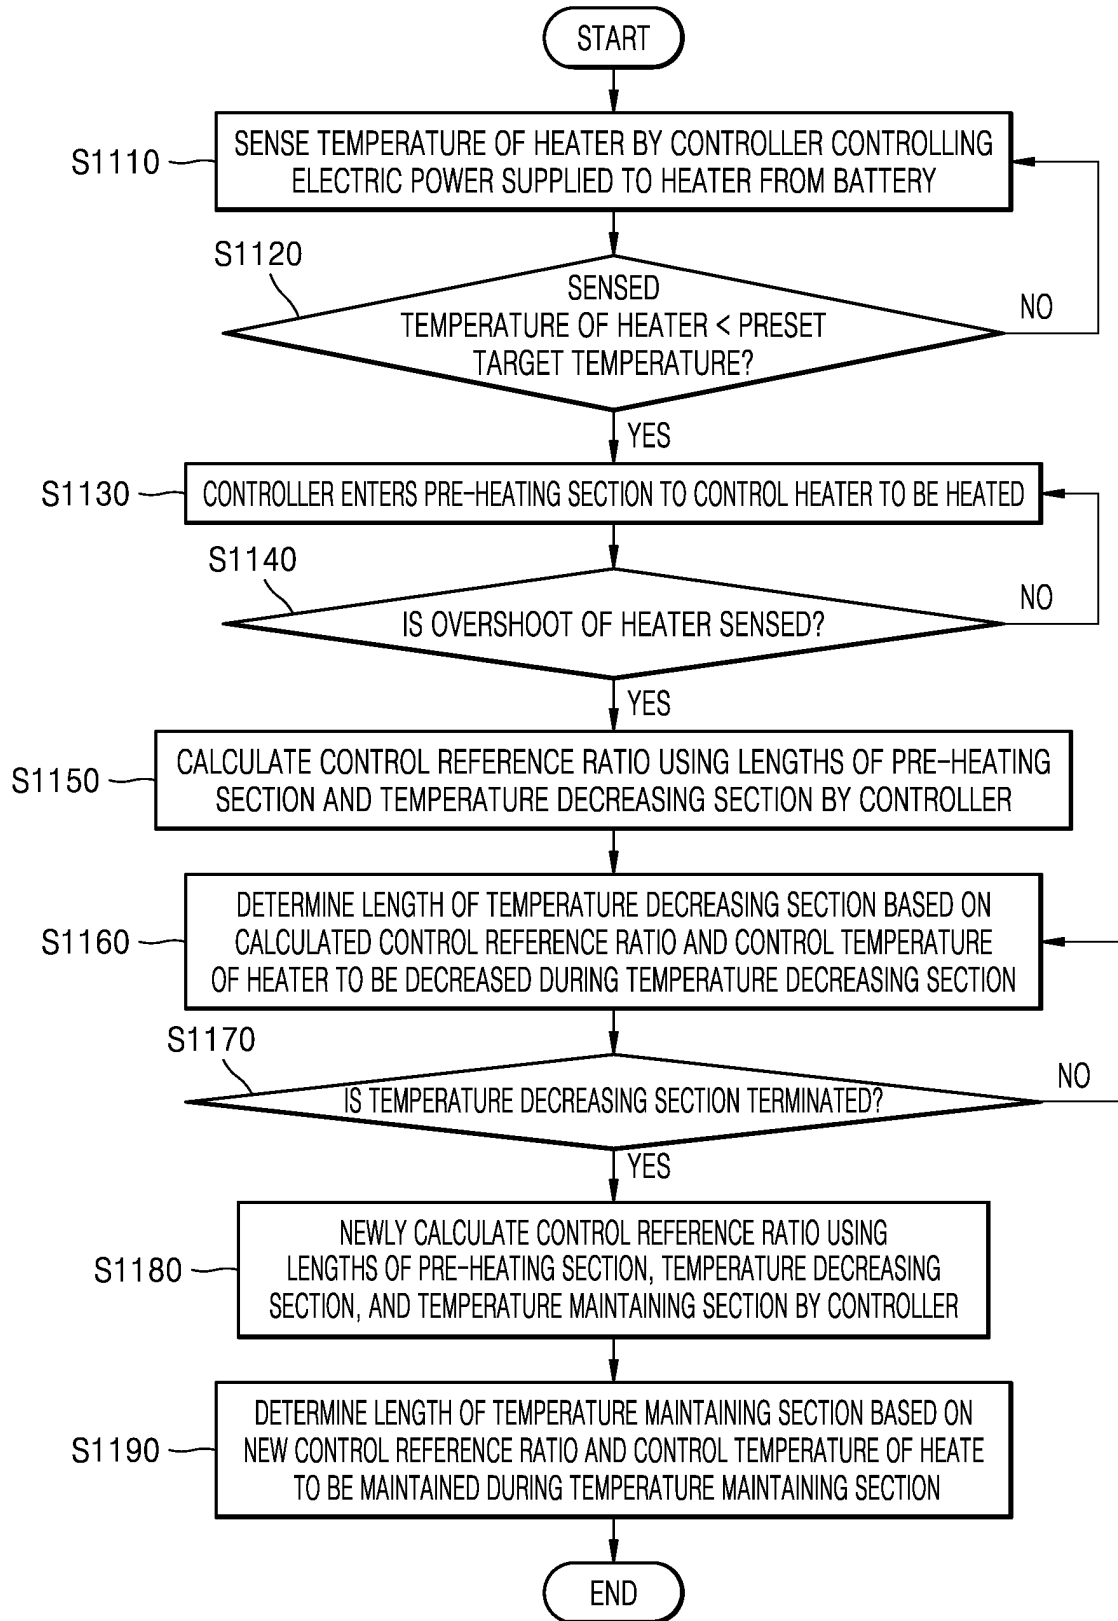 START
S1110
SENSE TEMPERATURE OF HEATER BY CONTROLLER CONTROLLING
ELECTRIC POWER SUPPLIED TO HEATER FROM BATTERY
S1120
SENSED
TEMPERATURE OF HEATER < PRESET
TARGET TEMPERATURE?
NO
YES
S1130
CONTROLLER ENTERS PRE-HEATING SECTION TO CONTROL HEATER TO BE HEATED
S1140
IS OVERSHOOT OF HEATER SENSED?
NO
YES
S1150
CALCULATE CONTROL REFERENCE RATIO USING LENGTHS OF PRE-HEATING
SECTION AND TEMPERATURE DECREASING SECTION BY CONTROLLER
S1160
DETERMINE LENGTH OF TEMPERATURE DECREASING SECTION BASED ON
CALCULATED CONTROL REFERENCE RATIO AND CONTROL TEMPERATURE
OF HEATER TO BE DECREASED DURING TEMPERATURE DECREASING SECTION
S1170
IS TEMPERATURE DECREASING SECTION TERMINATED?
NO
YES
S1180
NEWLY CALCULATE CONTROL REFERENCE RATIO USING
LENGTHS OF PRE-HEATING SECTION, TEMPERATURE DECREASING
SECTION, AND TEMPERATURE MAINTAINING SECTION BY CONTROLLER
S1190
DETERMINE LENGTH OF TEMPERATURE MAINTAINING SECTION BASED ON
NEW CONTROL REFERENCE RATIO AND CONTROL TEMPERATURE OF HEATE
TO BE MAINTAINED DURING TEMPERATURE MAINTAINING SECTION
END